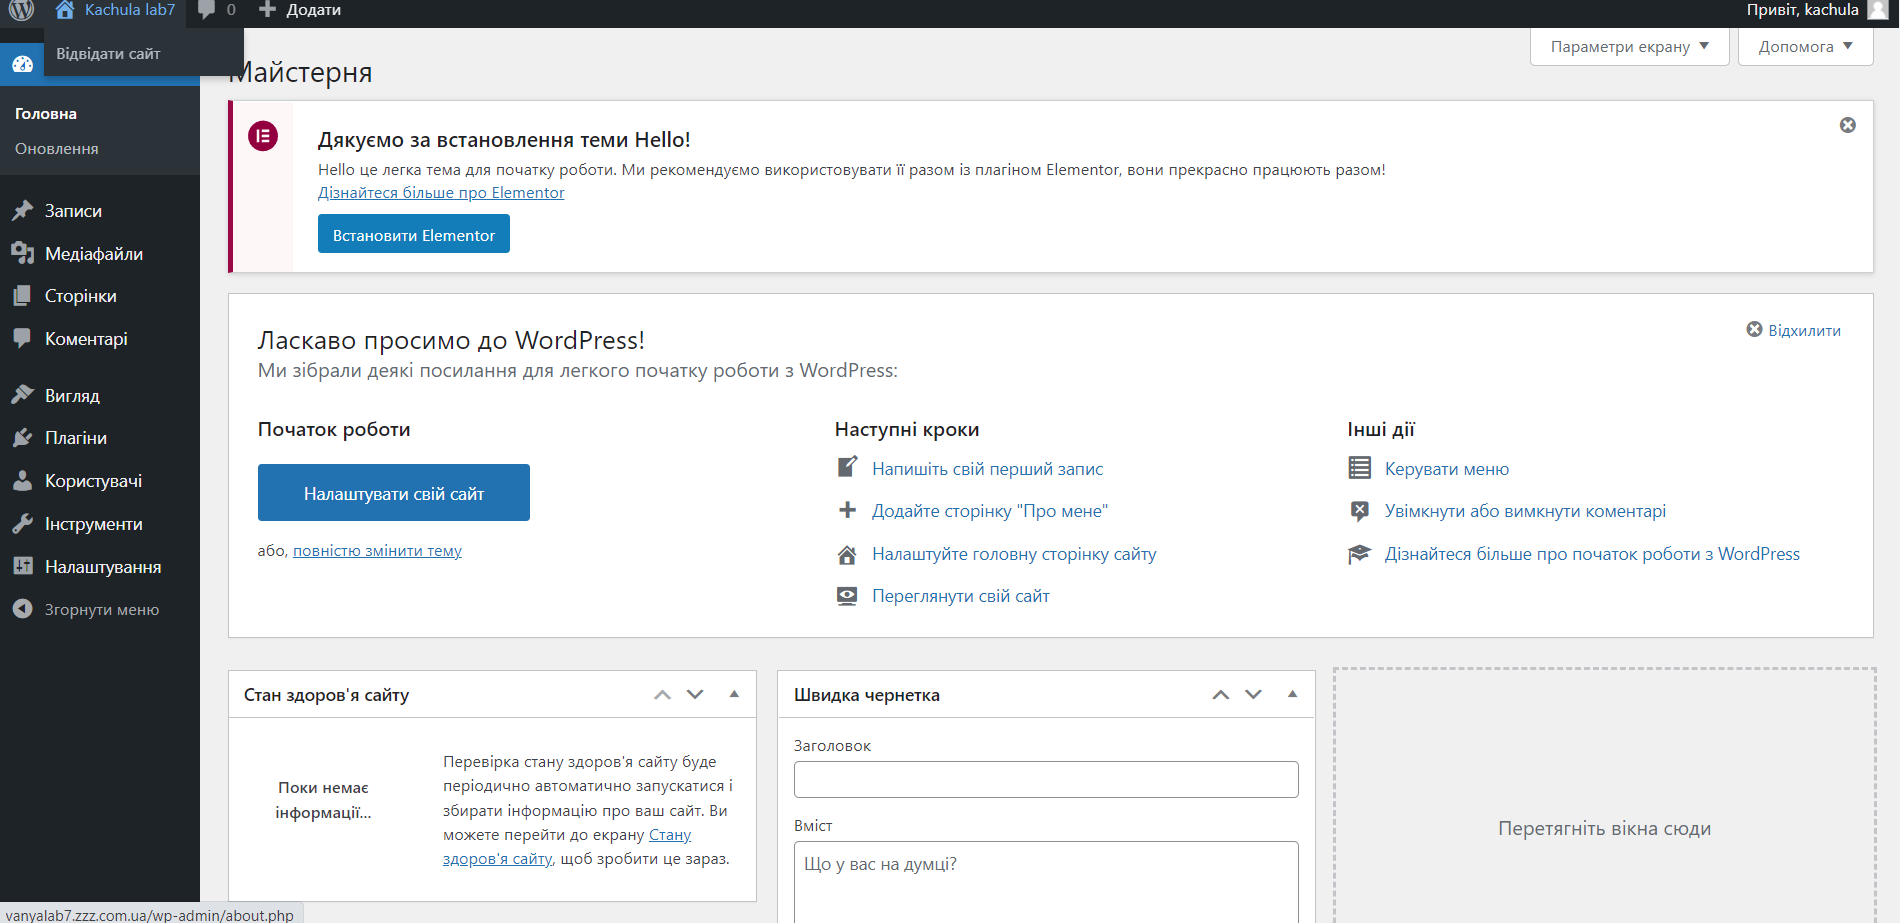 Kachula lab7
0
Додати
Привіт, kachula
Відвідати сайт
Параметри екрану
Допомога
Майстерня
Головна
Оновлення
Записи
Медіафайли
Сторінки
Коментарі
Вигляд
Плагіни
Користувачі
Інструменти
Налаштування
Згорнути меню
Дякуємо за встановлення теми Hello!
Hello це легка тема для початку роботи. Ми рекомендуємо використовувати її разом із плагіном Elementor, вони прекрасно працюють разом!
Дізнайтеся більше про Elementor
Встановити Elementor
Ласкаво просимо до WordPress!
Відхилити
Ми зібрали деякі посилання для легкого початку роботи з WordPress:
Початок роботи
Налаштувати свій сайт
або, повністю змінити тему
Наступні кроки
Напишіть свій перший запис
Додайте сторінку "Про мене"
Налаштуйте головну сторінку сайту
Переглянути свій сайт
Інші дії
Керувати меню
Увімкнути або вимкнути коментарі
Дізнайтеся більше про початок роботи з WordPress
Стан здоров'я сайту
Поки немає
інформації...
Перевірка стану здоров'я сайту буде
періодично автоматично запускатися і
збирати інформацію про ваш сайт. Ви
можете перейти до екрану Стану
здоров'я сайту, щоб зробити це зараз.
Швидка чернетка
Заголовок
Вміст
Що у вас на думці?
Перетягніть вікна сюди
vanyalab7.zzz.com.ua/wp-admin/about.php